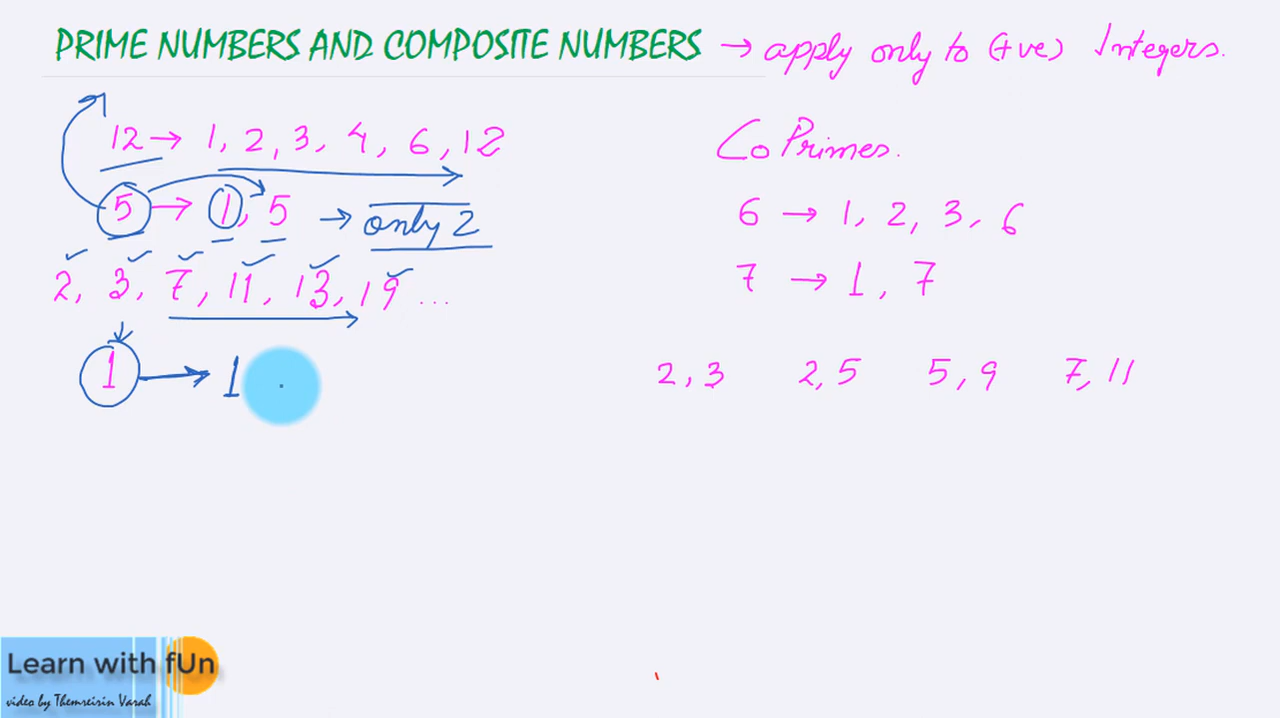 PRIME NUMBERS AND COMPOSITE NUMBERS → apply only to (+ve) Integers.
12 → 1, 2, 3, 4, 6, 12
5 → 1, 5 → only 2
2, 3, 7, 11, 13, 19 ...
1 → 1
Co Primes.
6 → 1, 2, 3, 6
7 → 1, 7
2, 3 2, 5 5, 9 7, 11
Learn with fUn
video by Themreisin Varah